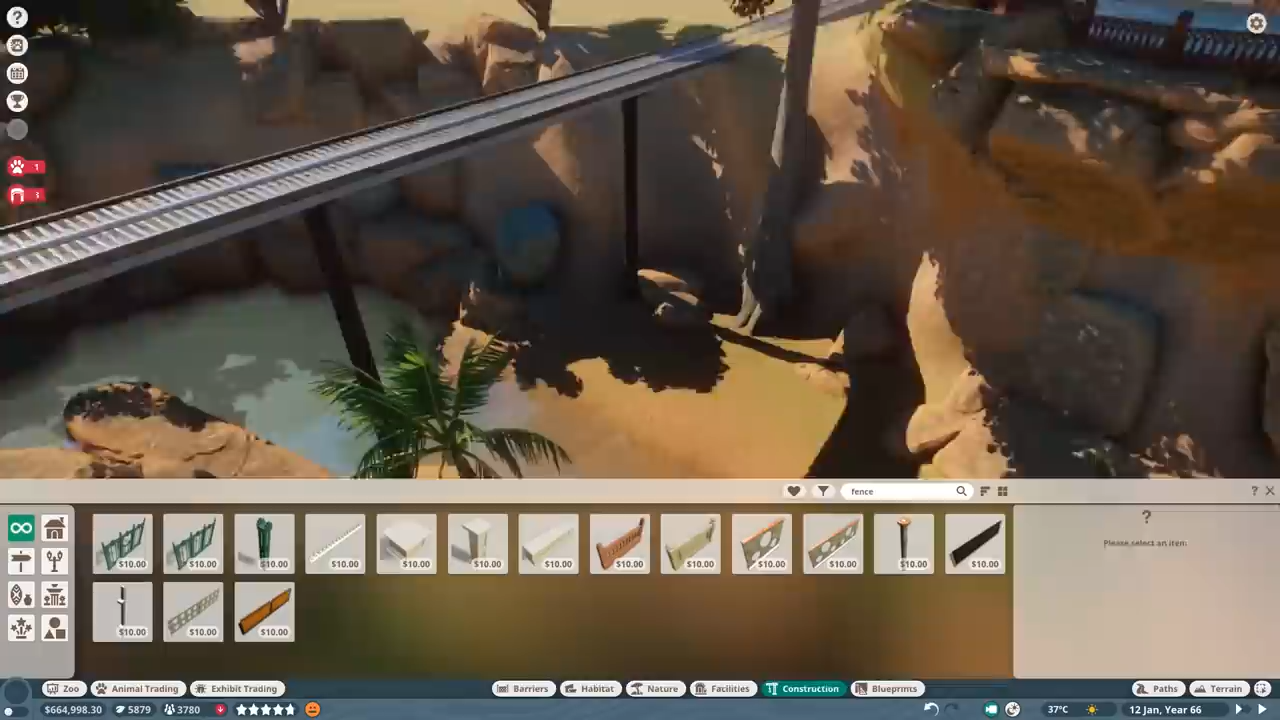 ?
1
3
fence
? ×
$10.00 $10.00 $10.00 $10.00 $10.00 $10.00 $10.00 $10.00 $10.00 $10.00 $10.00 $10.00 $10.00
$10.00 $10.00 $10.00
?
Please select an item.
Zoo Animal Trading Exhibit Trading Barriers Habitat Nature Facilities Construction Blueprints Paths Terrain
$664,998.30 5879 3780 37°C 12 Jan, Year 66